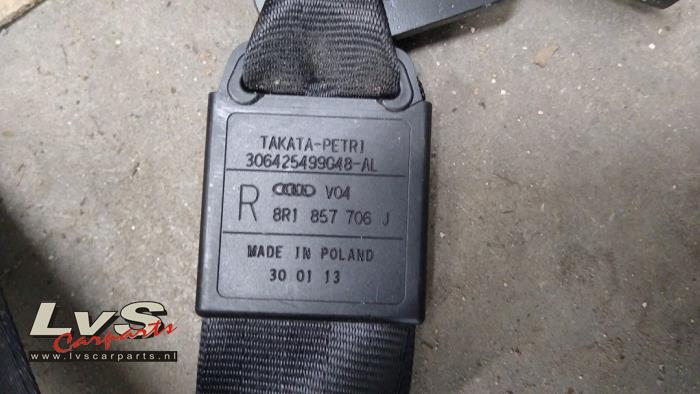 TAKATA-PETRI
306425499G48-AL
R V04
8R1 857 706 J
MADE IN POLAND
30 01 13
LvS
Carparts
www.lvscarparts.nl